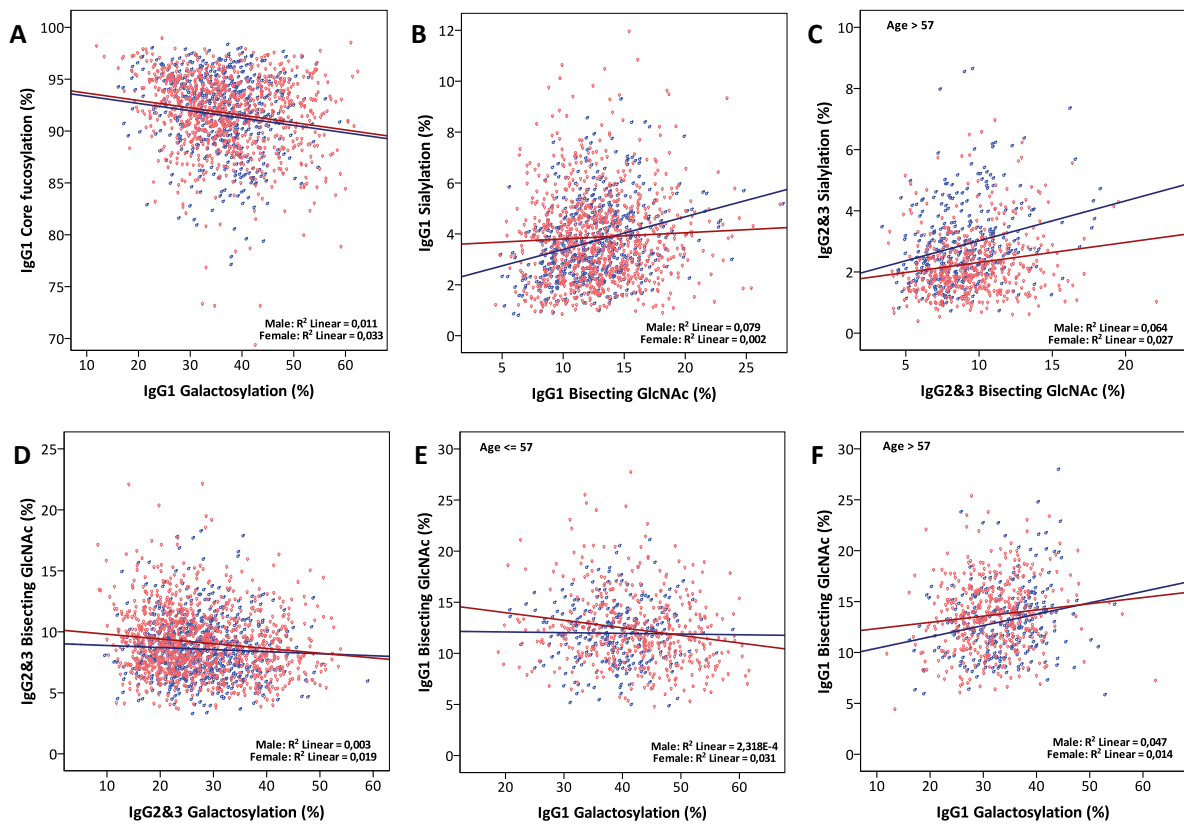 A
100
95
90
85
80
75
70
IgG1 Core fucosylation (%)
10 20 30 40 50 60
IgG1 Galactosylation (%)
Male: R² Linear = 0,011
Female: R² Linear = 0,033
B
12
10
8
6
4
2
0
IgG1 Sialylation (%)
5 10 15 20 25
IgG1 Bisecting GlcNAc (%)
Male: R² Linear = 0,079
Female: R² Linear = 0,002
C
Age > 57
10
8
6
4
2
0
IgG2&3 Sialylation (%)
5 10 15 20
IgG2&3 Bisecting GlcNAc (%)
Male: R² Linear = 0,064
Female: R² Linear = 0,027
D
25
20
15
10
5
0
IgG2&3 Bisecting GlcNAc (%)
10 20 30 40 50 60
IgG2&3 Galactosylation (%)
Male: R² Linear = 0,003
Female: R² Linear = 0,019
E
Age <= 57
30
25
20
15
10
5
0
IgG1 Bisecting GlcNAc (%)
20 30 40 50 60
IgG1 Galactosylation (%)
Male: R² Linear = 2,318E-4
Female: R² Linear = 0,031
F
Age > 57
30
25
20
15
10
5
0
IgG1 Bisecting GlcNAc (%)
10 20 30 40 50 60
IgG1 Galactosylation (%)
Male: R² Linear = 0,047
Female: R² Linear = 0,014